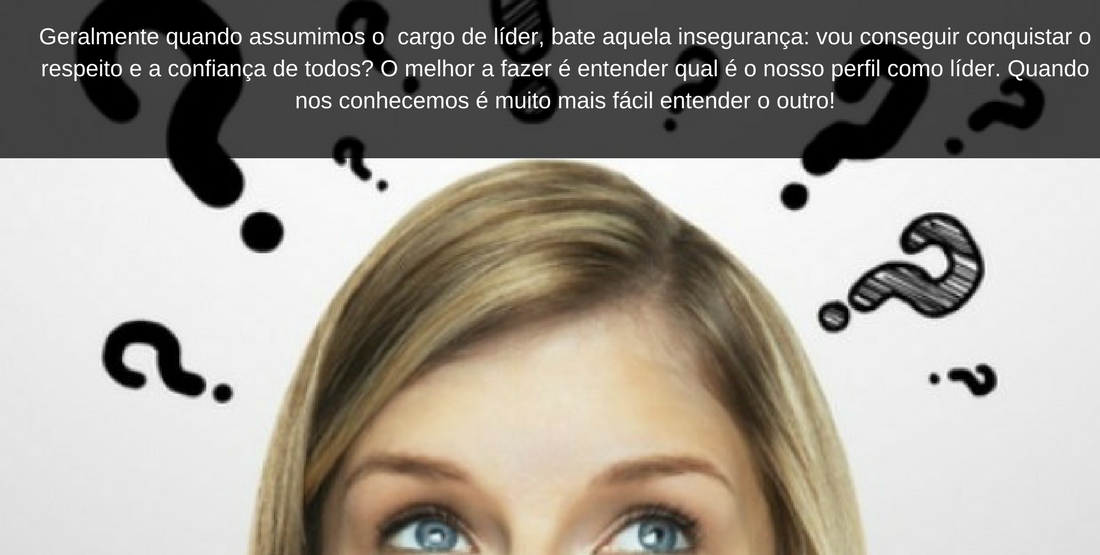 Geralmente quando assumimos o  cargo de líder, bate aquela insegurança: vou conseguir conquistar o
respeito e a confiança de todos? O melhor a fazer é entender qual é o nosso perfil como líder. Quando
nos conhecemos é muito mais fácil entender o outro!